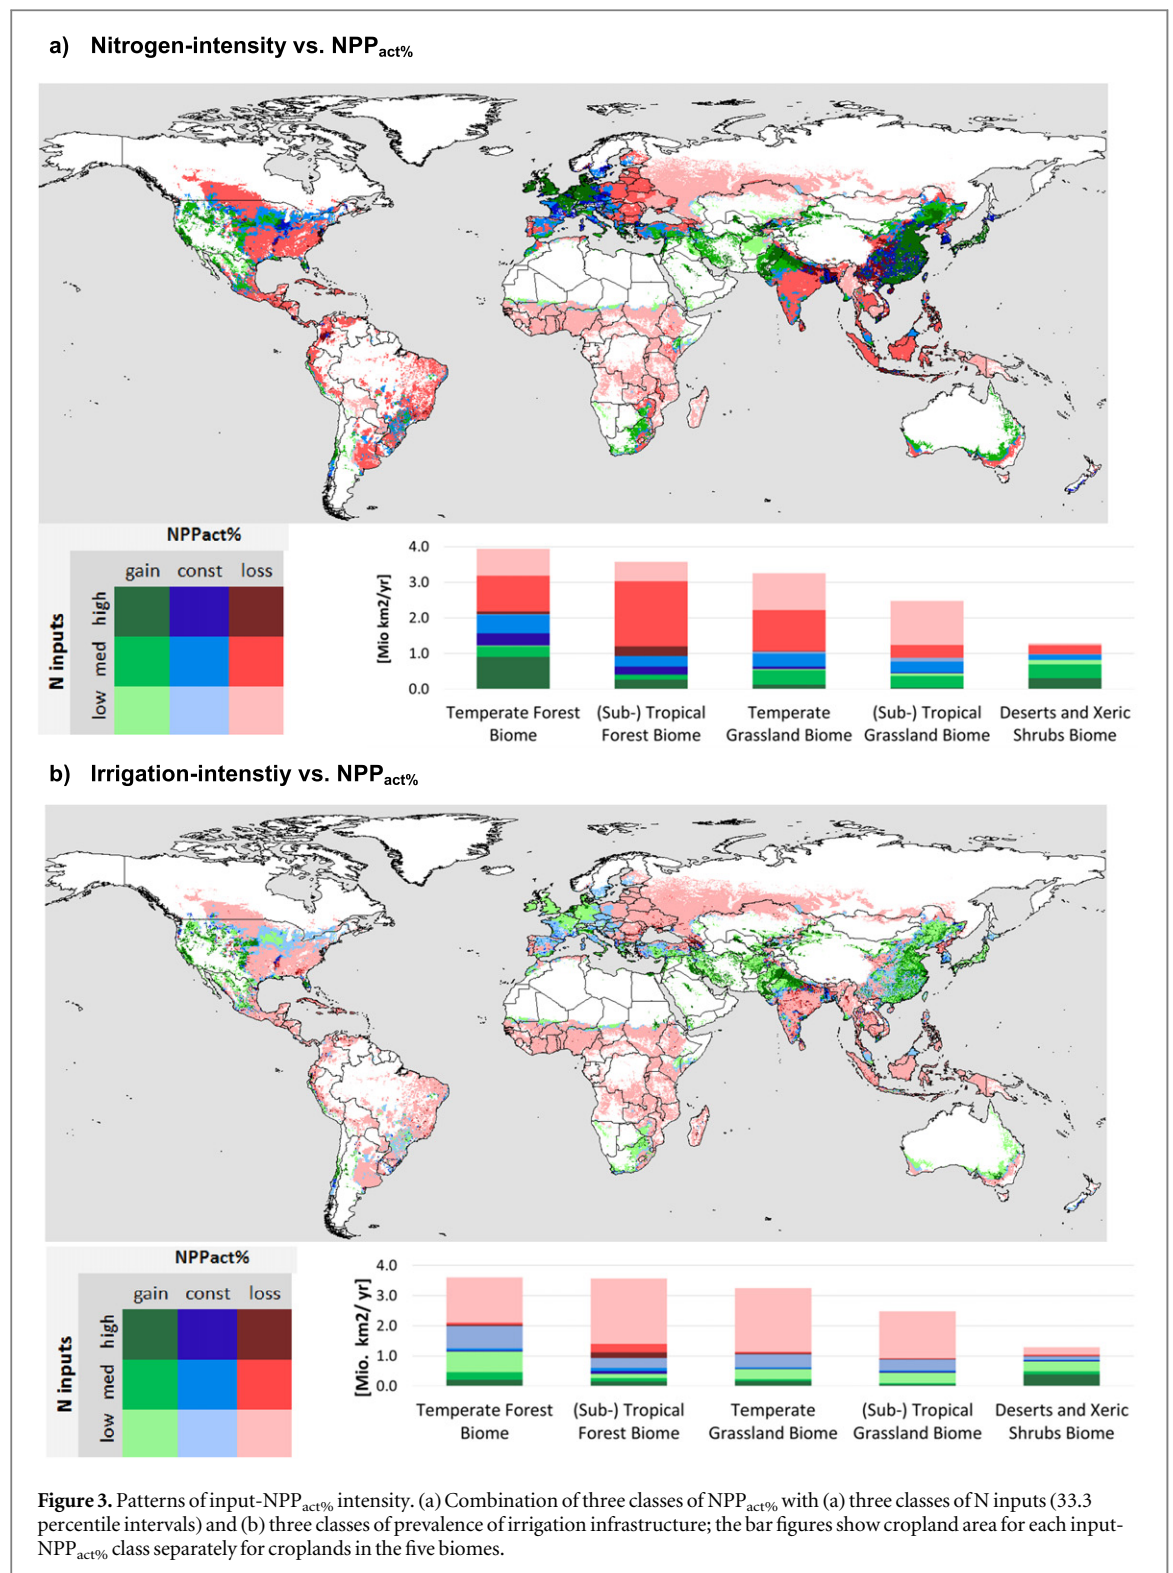 a) Nitrogen-intensity vs. NPPact%
NPPact%
gain const loss
N inputs
high
med
low
[Mio km2/yr]
4.0
3.0
2.0
1.0
0.0
Temperate Forest Biome
(Sub-) Tropical Forest Biome
Temperate Grassland Biome
(Sub-) Tropical Grassland Biome
Deserts and Xeric Shrubs Biome
b) Irrigation-intenstiy vs. NPPact%
NPPact%
gain const loss
N inputs
high
med
low
[Mio. km2/ yr]
4.0
3.0
2.0
1.0
0.0
Temperate Forest Biome
(Sub-) Tropical Forest Biome
Temperate Grassland Biome
(Sub-) Tropical Grassland Biome
Deserts and Xeric Shrubs Biome
Figure 3. Patterns of input-NPPact% intensity. (a) Combination of three classes of NPPact% with (a) three classes of N inputs (33.3
percentile intervals) and (b) three classes of prevalence of irrigation infrastructure; the bar figures show cropland area for each input-
NPPact% class separately for croplands in the five biomes.